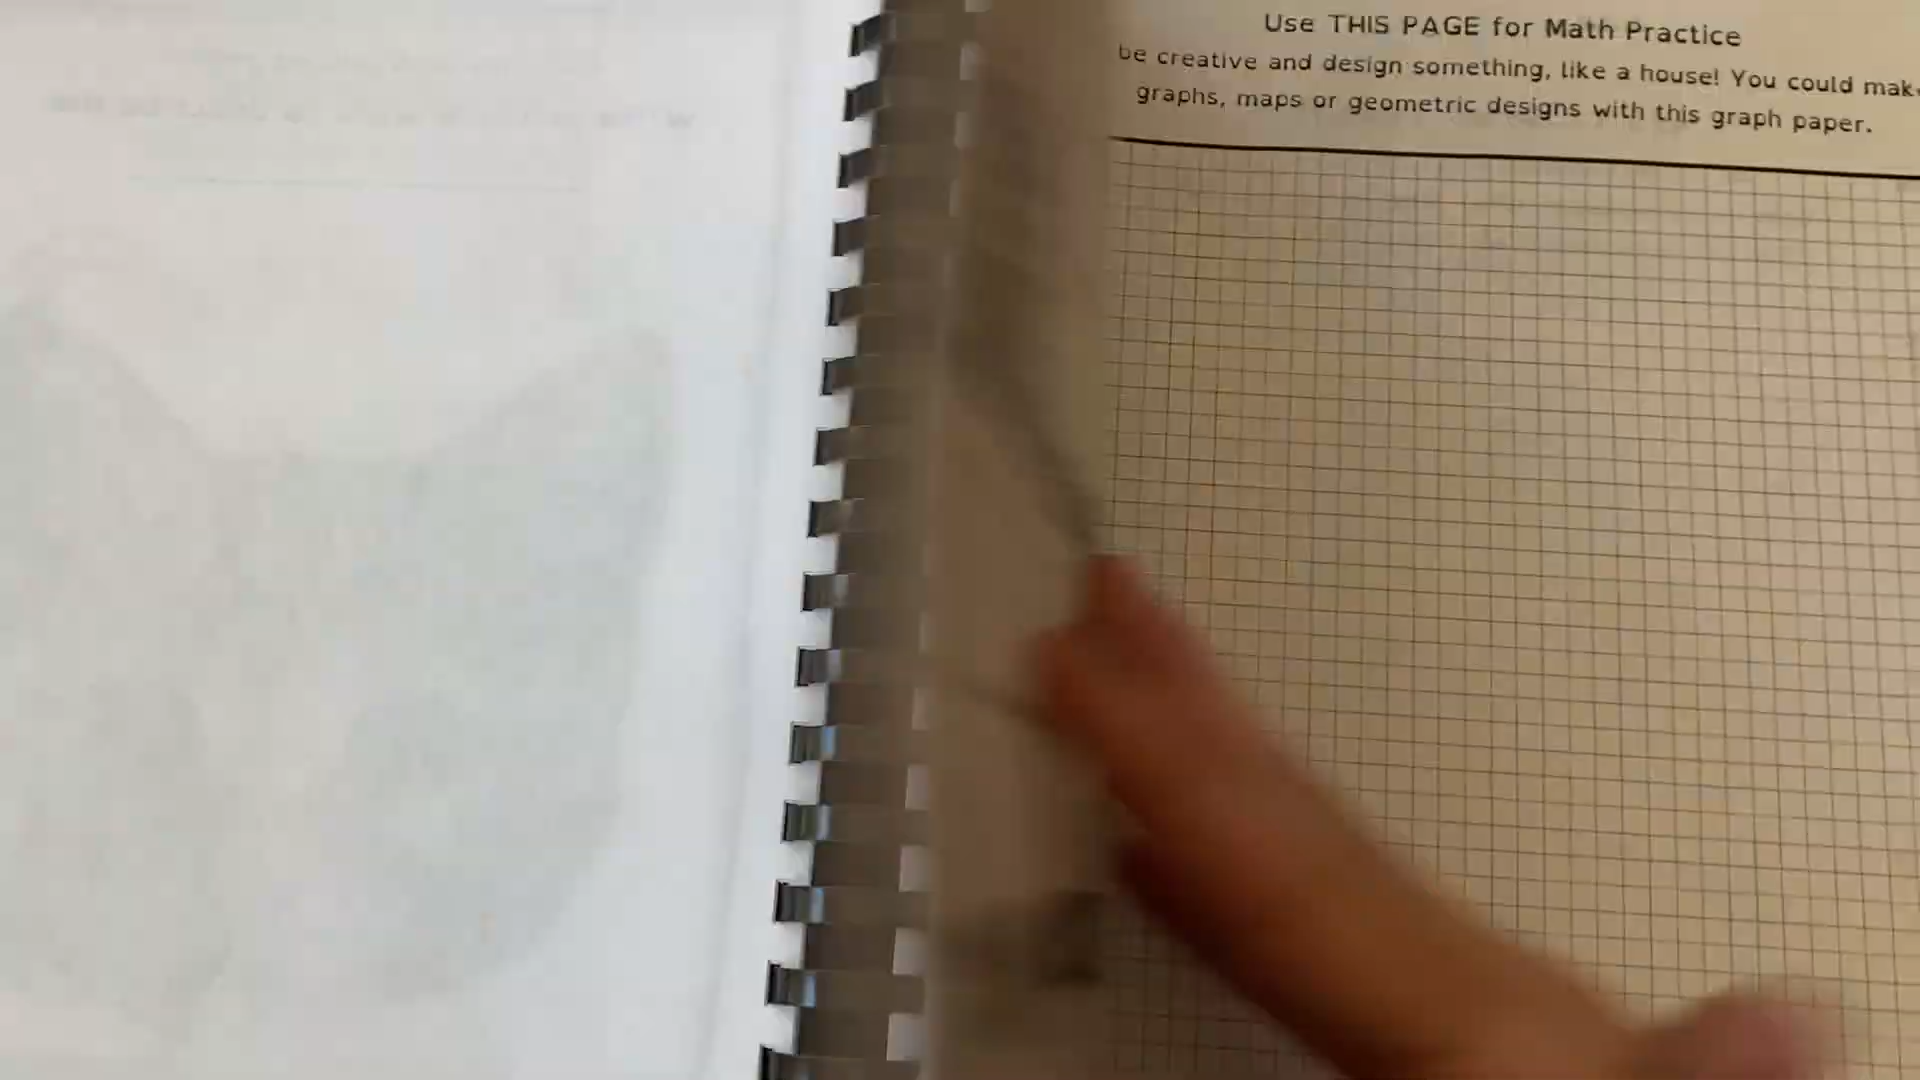 Use THIS PAGE for Math Practice
be creative and design something, like a house! You could mak
graphs, maps or geometric designs with this graph paper.